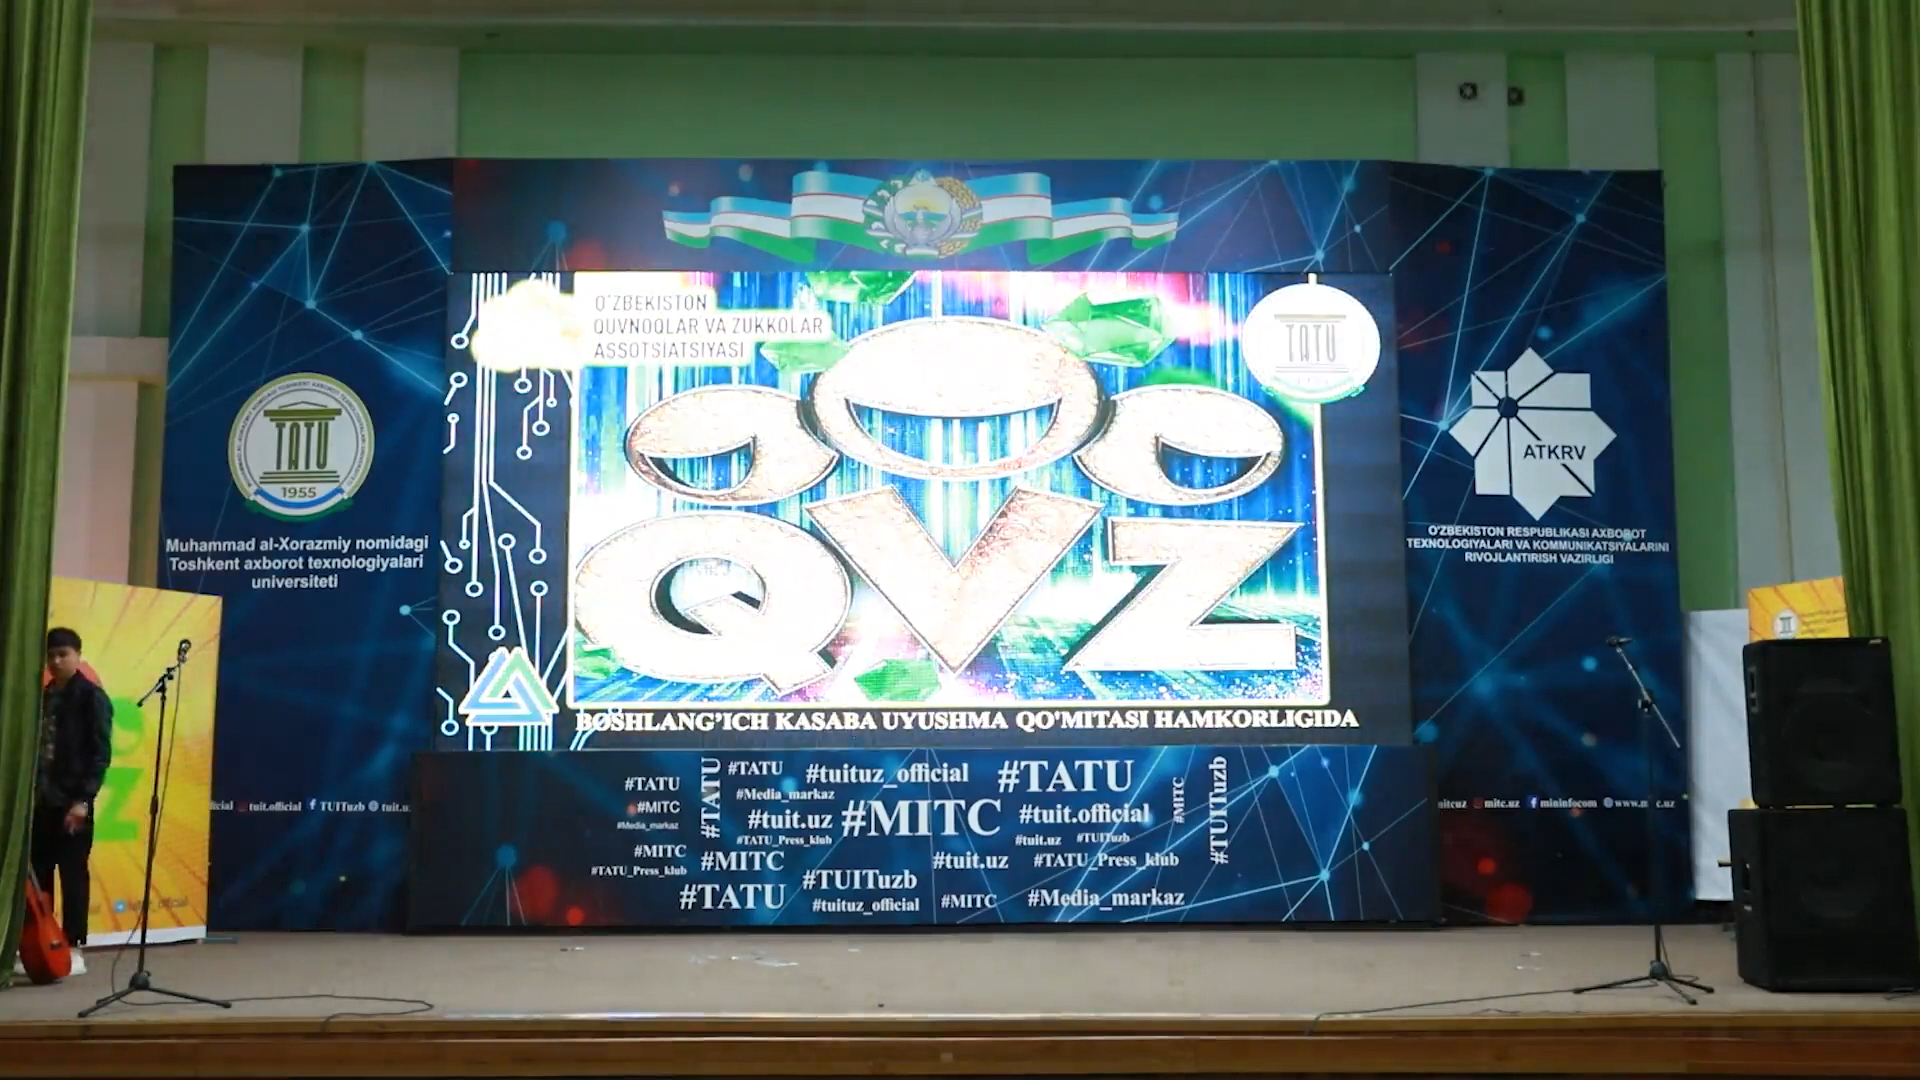 O'ZBEKISTON
QUVNOQLAR VA ZUKKOLAR
ASSOTSIATSIYASI
TATU
QVZ
BOSHLANG'ICH KASABA UYUSHMA QO'MITASI HAMKORLIGIDA
TATU
1955
Muhammad al-Xorazmiy nomidagi
Toshkent axborot texnologiyalari
universiteti
ATKRV
O'ZBEKISTON RESPUBLIKASI AXBOROT
TEXNOLOGIYALARI VA KOMMUNIKATSIYALARINI
RIVOJLANTIRISH VAZIRLIGI
tuit.official TUITuzb
mitc.uz mininfocom
#TATU
#TATU
#TATU
#tuituz_official
#TATU
#MITC
#TUITuzb
#MITC
#Media_markaz
#Media_markaz
#tuit.uz
#MITC
#tuit.official
#TATU_Press_klub
#tuit.uz
#TUITuzb
#MITC
#TATU_Press_klub
#MITC
#tuit.uz
#TATU_Press_klub
#TATU
#TUITuzb
#tuituz_official
#MITC
#Media_markaz